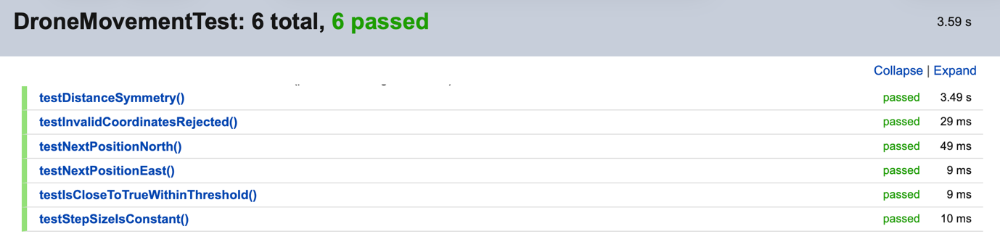 DroneMovementTest: 6 total, 6 passed 3.59 s
Collapse | Expand
testDistanceSymmetry() passed 3.49 s
testInvalidCoordinatesRejected() passed 29 ms
testNextPositionNorth() passed 49 ms
testNextPositionEast() passed 9 ms
testIsCloseToTrueWithinThreshold() passed 9 ms
testStepSizeIsConstant() passed 10 ms